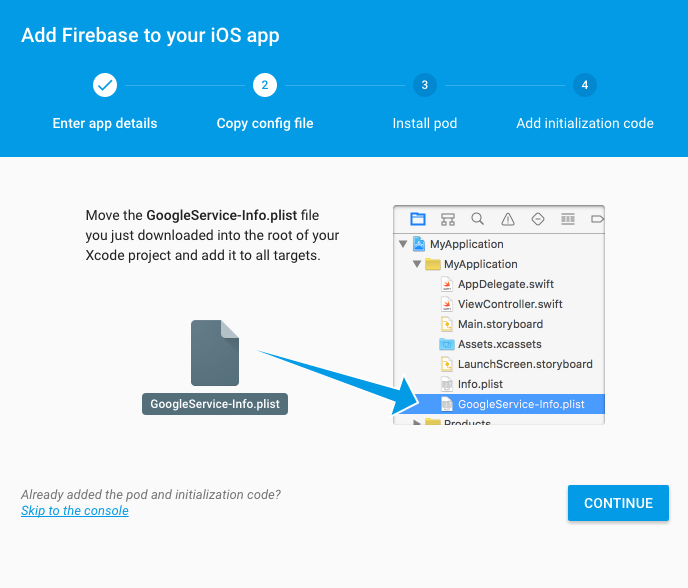 Add Firebase to your iOS app
2
3
4
Enter app details
Copy config file
Install pod
Add initialization code
Move the GoogleService-Info.plist file
you just downloaded into the root of your
Xcode project and add it to all targets.
GoogleService-Info.plist
MyApplication
MyApplication
AppDelegate.swift
ViewController.swift
Main.storyboard
Assets.xcassets
LaunchScreen.storyboard
Info.plist
GoogleService-Info.plist
Products
Already added the pod and initialization code?
Skip to the console
CONTINUE